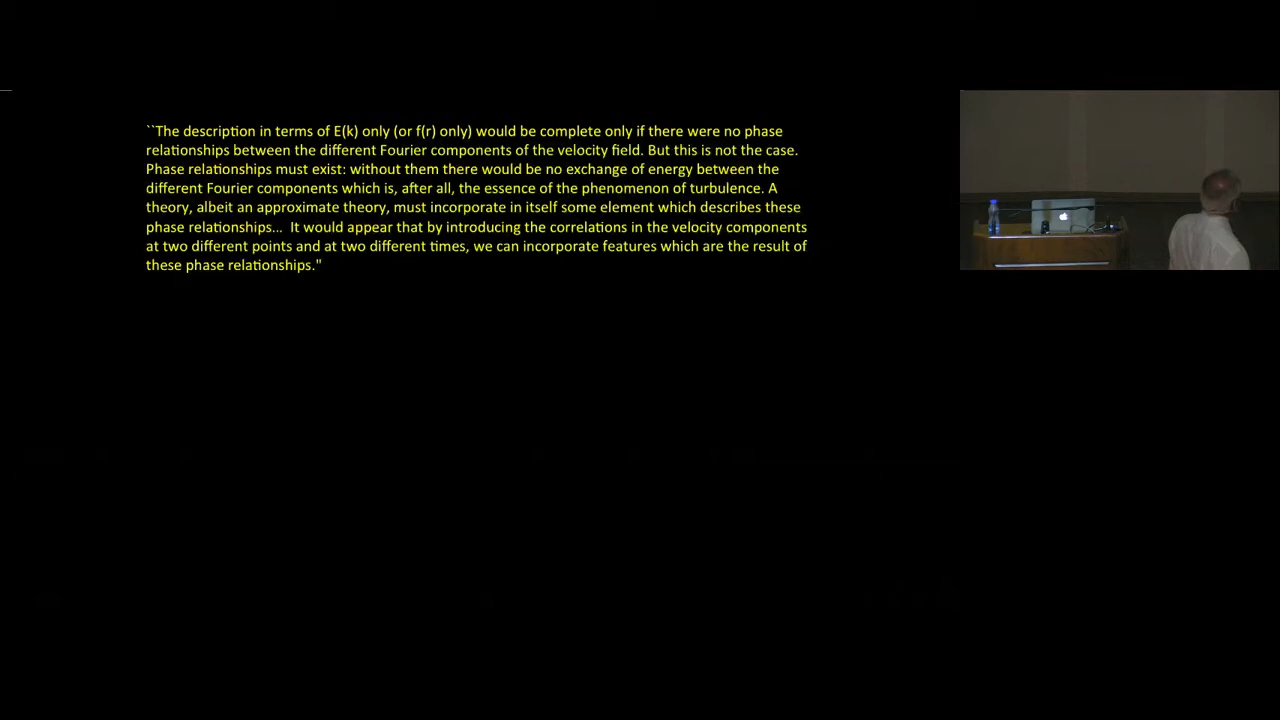 ``The description in terms of E(k) only (or f(r) only) would be complete only if there were no phase
relationships between the different Fourier components of the velocity field. But this is not the case.
Phase relationships must exist: without them there would be no exchange of energy between the
different Fourier components which is, after all, the essence of the phenomenon of turbulence. A
theory, albeit an approximate theory, must incorporate in itself some element which describes these
phase relationships… It would appear that by introducing the correlations in the velocity components
at two different points and at two different times, we can incorporate features which are the result of
these phase relationships."